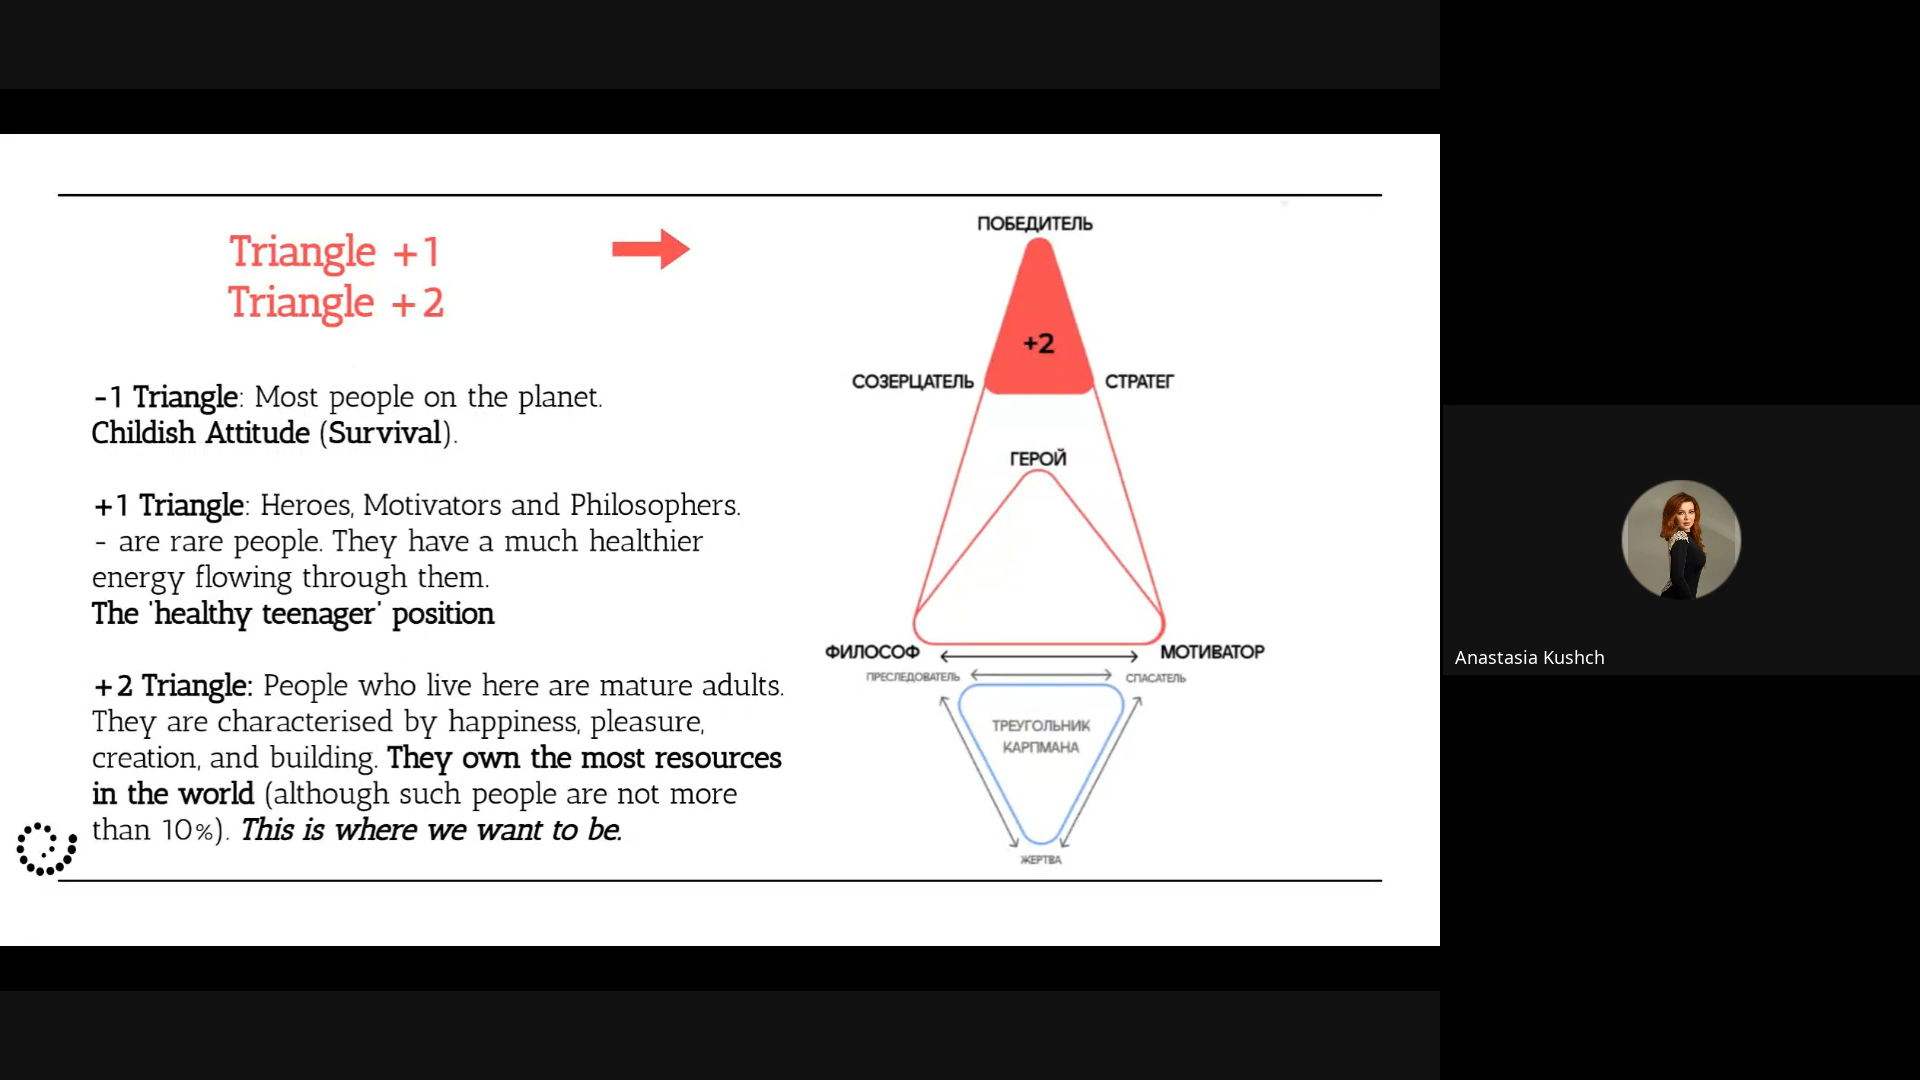 Triangle +1
Triangle +2
-1 Triangle: Most people on the planet.
Childish Attitude (Survival).
+1 Triangle: Heroes, Motivators and Philosophers.
- are rare people. They have a much healthier
energy flowing through them.
The 'healthy teenager' position
+2 Triangle: People who live here are mature adults.
They are characterised by happiness, pleasure,
creation, and building. They own the most resources
in the world (although such people are not more
than 10%). This is where we want to be.
ПОБЕДИТЕЛЬ
+2
СОЗЕРЦАТЕЛЬ
СТРАТЕГ
ГЕРОЙ
ФИЛОСОФ
МОТИВАТОР
ПРЕСЛЕДОВАТЕЛЬ
СПАСАТЕЛЬ
ТРЕУГОЛЬНИК
КАРПМАНА
ЖЕРТВА
Anastasia Kushch